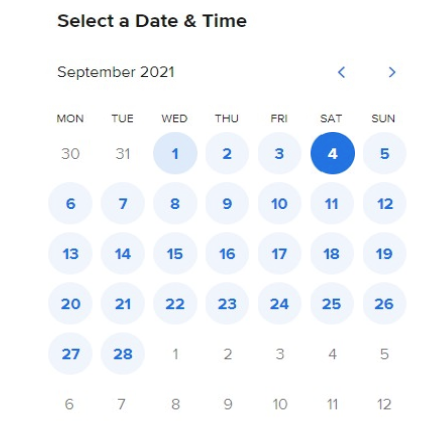 Select a Date & Time
September 2021
MON TUE WED THU FRI SAT SUN
30 31 1 2 3 4 5
6 7 8 9 10 11 12
13 14 15 16 17 18 19
20 21 22 23 24 25 26
27 28 1 2 3 4 5
6 7 8 9 10 11 12